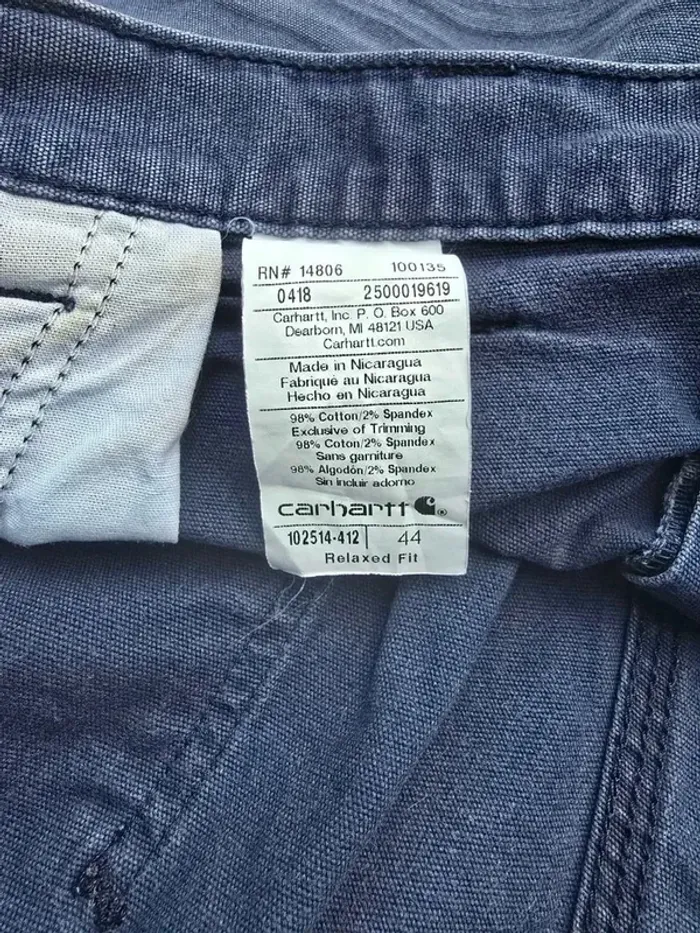 RN# 14806 100135
0418 2500019619
Carhartt, Inc. P. O. Box 600
Dearborn, MI 48121 USA
Carhartt.com
Made in Nicaragua
Fabriqué au Nicaragua
Hecho en Nicaragua
98% Cotton/2% Spandex
Exclusive of Trimming
98% Coton/2% Spandex
Sans garniture
98% Algodón/2% Spandex
Sin incluir adorno
carhartt ®
102514-412 44
Relaxed Fit